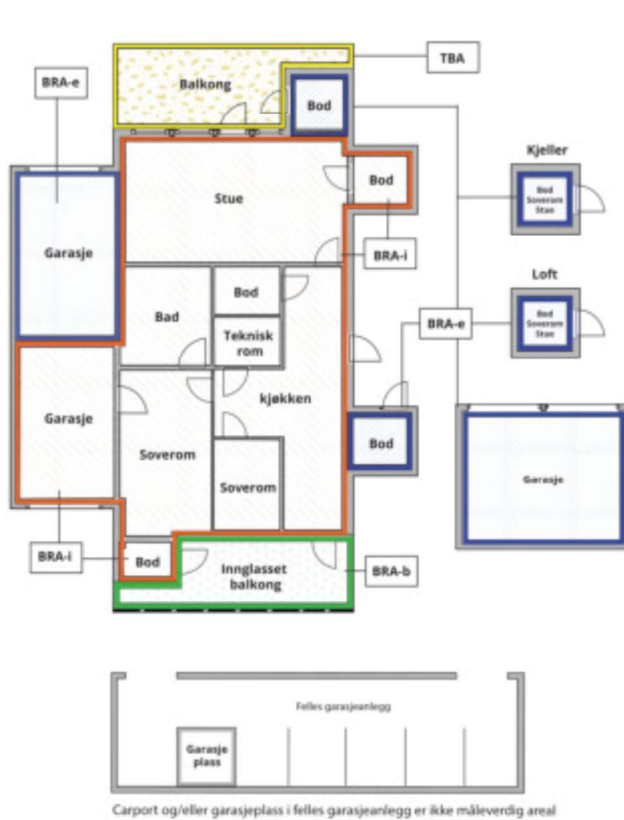 TBA
BRA-e
Balkong
Bod
Kjeller
Bod
Soverom
Stue
Bod
Stue
BRA-i
Garasje
Loft
Bod
Soverom
Stue
Bod
Bad
BRA-e
Teknisk
rom
kjøkken
Garasje
Bod
Soverom
Garasje
Soverom
BRA-i
Bod
Innglasset
balkong
BRA-b
Felles garasjeanlegg
Garasje
plass
Carport og/eller garasjeplass i felles garasjeanlegg er ikke måleverdig areal